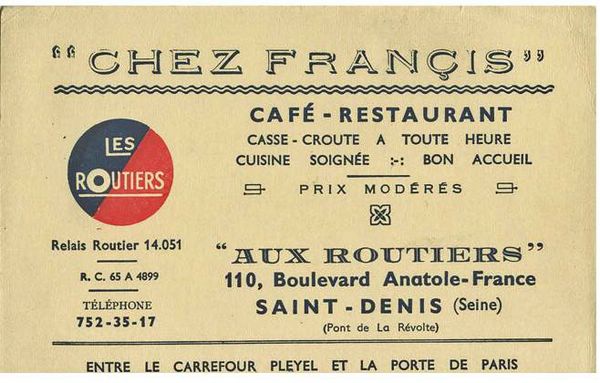 “ CHEZ FRANÇIS ”
CAFÉ - RESTAURANT
CASSE - CROUTE A TOUTE HEURE
CUISINE SOIGNÉE :-: BON ACCUEIL
PRIX MODÉRÉS
LES
ROUTIERS
Relais Routier 14.051
R. C. 65 A 4899
TÉLÉPHONE
752-35-17
“ AUX ROUTIERS ”
110, Boulevard Anatole-France
SAINT - DENIS (Seine)
(Pont de La Révolte)
ENTRE LE CARREFOUR PLEYEL ET LA PORTE DE PARIS